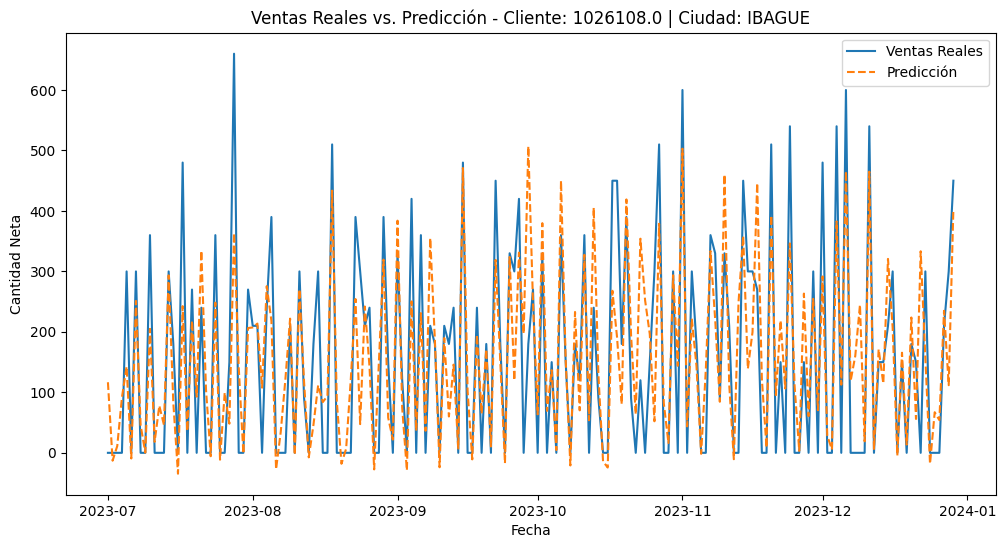 Ventas Reales vs. Predicción - Cliente: 1026108.0 | Ciudad: IBAGUE
Ventas Reales
Predicción
Cantidad Neta
600
500
400
300
200
100
0
2023-07
2023-08
2023-09
2023-10
2023-11
2023-12
2024-01
Fecha